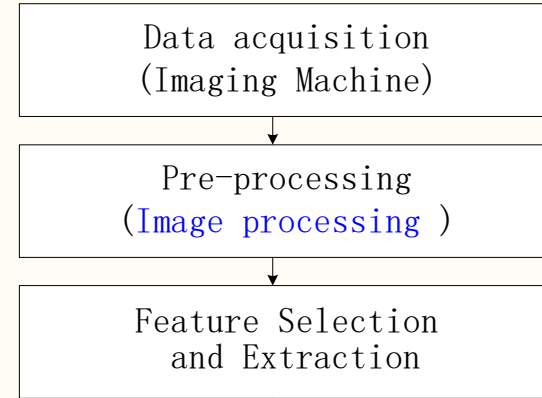 Data acquisition
(Imaging Machine)
Pre-processing
(Image processing )
Feature Selection
and Extraction